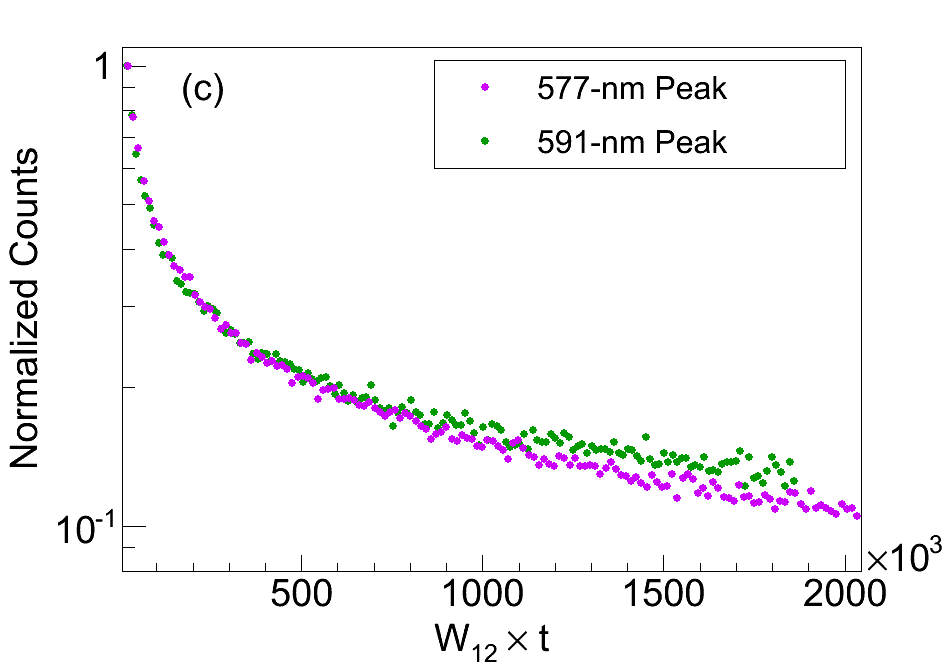 (c)
577-nm Peak
591-nm Peak
Normalized Counts
1
10⁻¹
500 1000 1500 2000 ×10³
W₁₂ × t